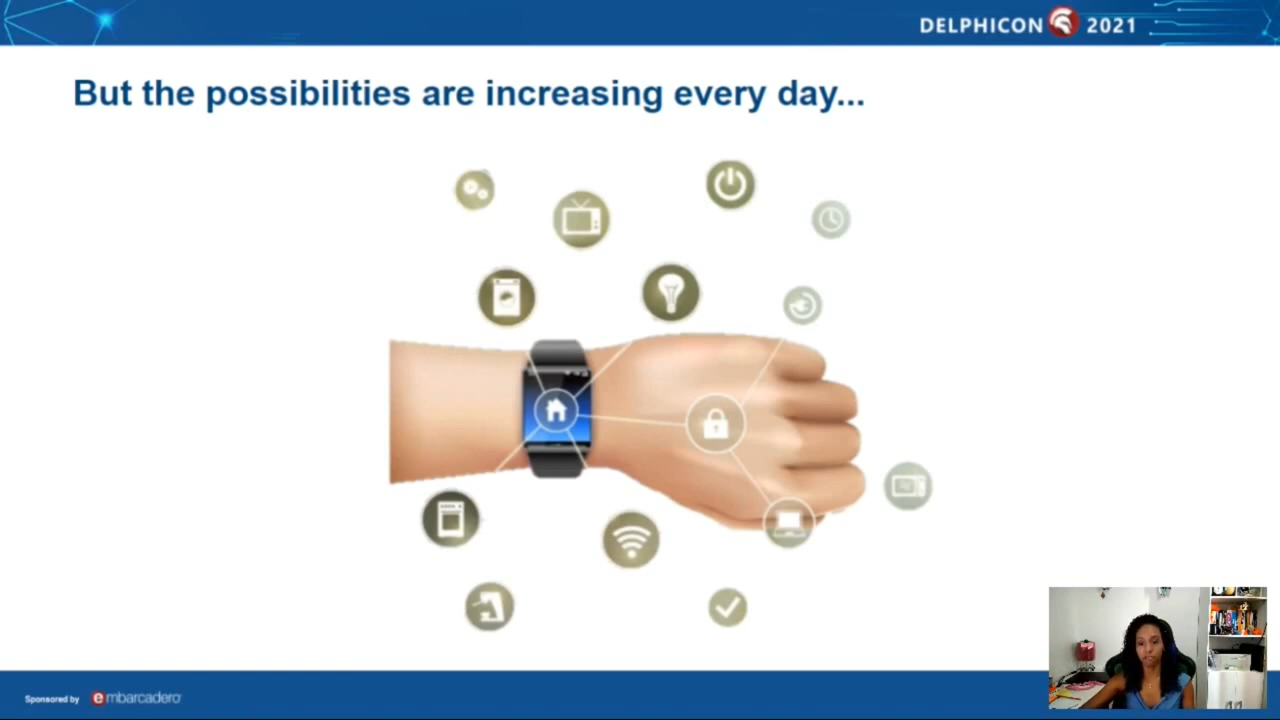 DELPHICON 2021
But the possibilities are increasing every day...
Sponsored by embarcadero